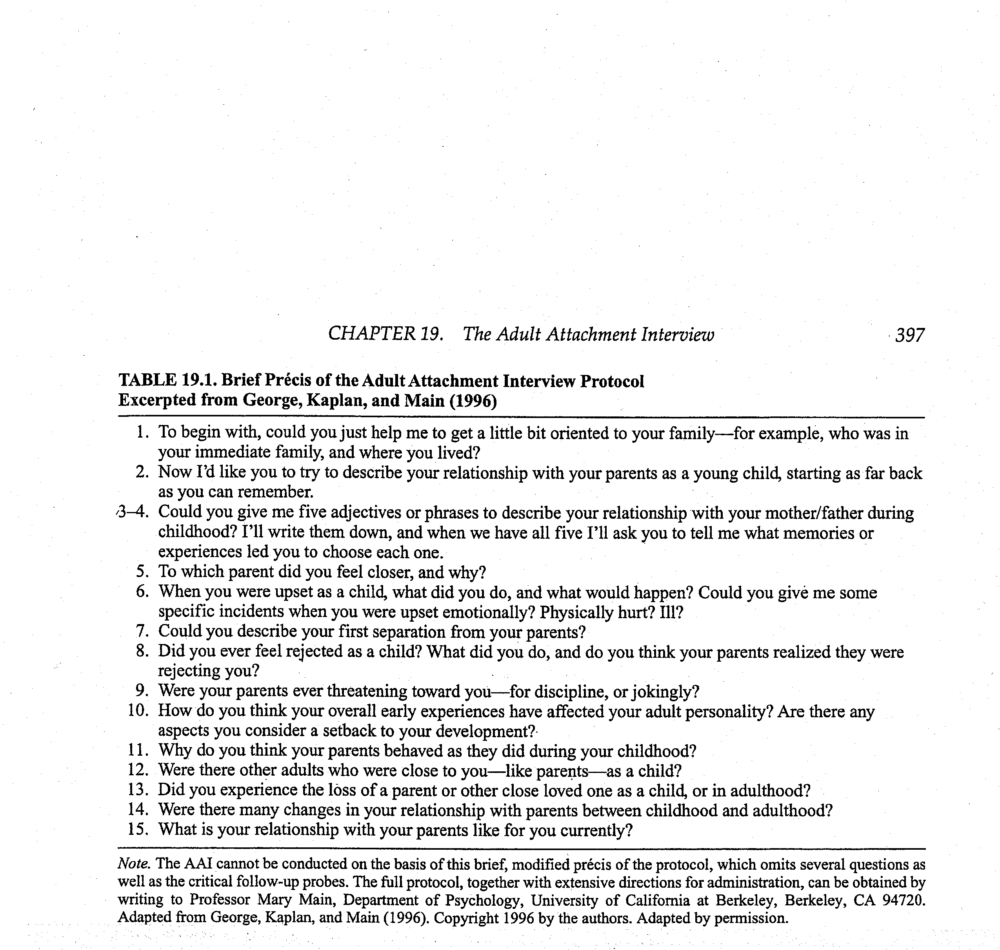 CHAPTER 19. The Adult Attachment Interview 397
TABLE 19.1. Brief Précis of the Adult Attachment Interview Protocol
Excerpted from George, Kaplan, and Main (1996)
1. To begin with, could you just help me to get a little bit oriented to your family—for example, who was in
your immediate family, and where you lived?
2. Now I'd like you to try to describe your relationship with your parents as a young child, starting as far back
as you can remember.
3–4. Could you give me five adjectives or phrases to describe your relationship with your mother/father during
childhood? I'll write them down, and when we have all five I'll ask you to tell me what memories or
experiences led you to choose each one.
5. To which parent did you feel closer, and why?
6. When you were upset as a child, what did you do, and what would happen? Could you give me some
specific incidents when you were upset emotionally? Physically hurt? Ill?
7. Could you describe your first separation from your parents?
8. Did you ever feel rejected as a child? What did you do, and do you think your parents realized they were
rejecting you?
9. Were your parents ever threatening toward you—for discipline, or jokingly?
10. How do you think your overall early experiences have affected your adult personality? Are there any
aspects you consider a setback to your development?
11. Why do you think your parents behaved as they did during your childhood?
12. Were there other adults who were close to you—like parents—as a child?
13. Did you experience the loss of a parent or other close loved one as a child, or in adulthood?
14. Were there many changes in your relationship with parents between childhood and adulthood?
15. What is your relationship with your parents like for you currently?
Note. The AAI cannot be conducted on the basis of this brief, modified précis of the protocol, which omits several questions as
well as the critical follow-up probes. The full protocol, together with extensive directions for administration, can be obtained by
writing to Professor Mary Main, Department of Psychology, University of California at Berkeley, Berkeley, CA 94720.
Adapted from George, Kaplan, and Main (1996). Copyright 1996 by the authors. Adapted by permission.